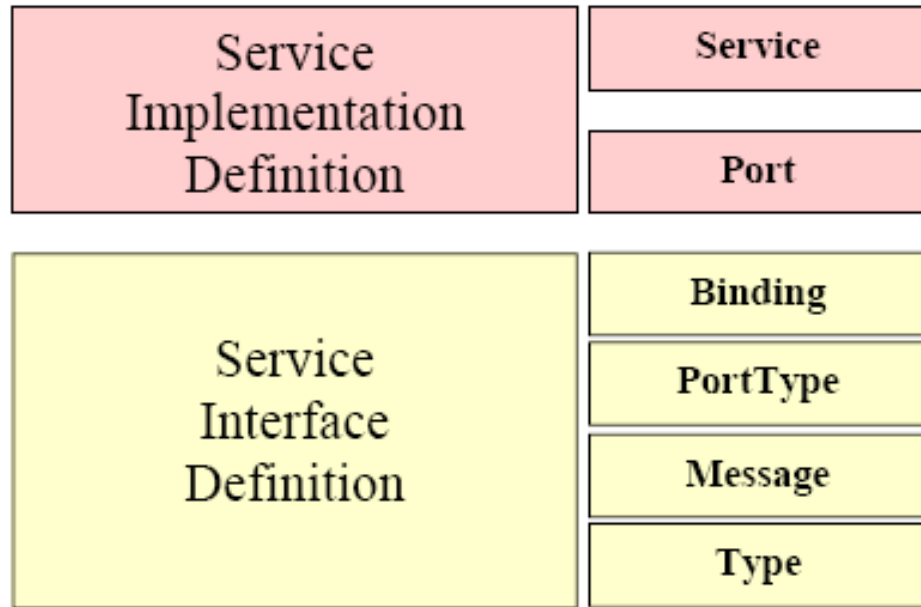 Service
Implementation
Definition
Service
Port
Service
Interface
Definition
Binding
PortType
Message
Type